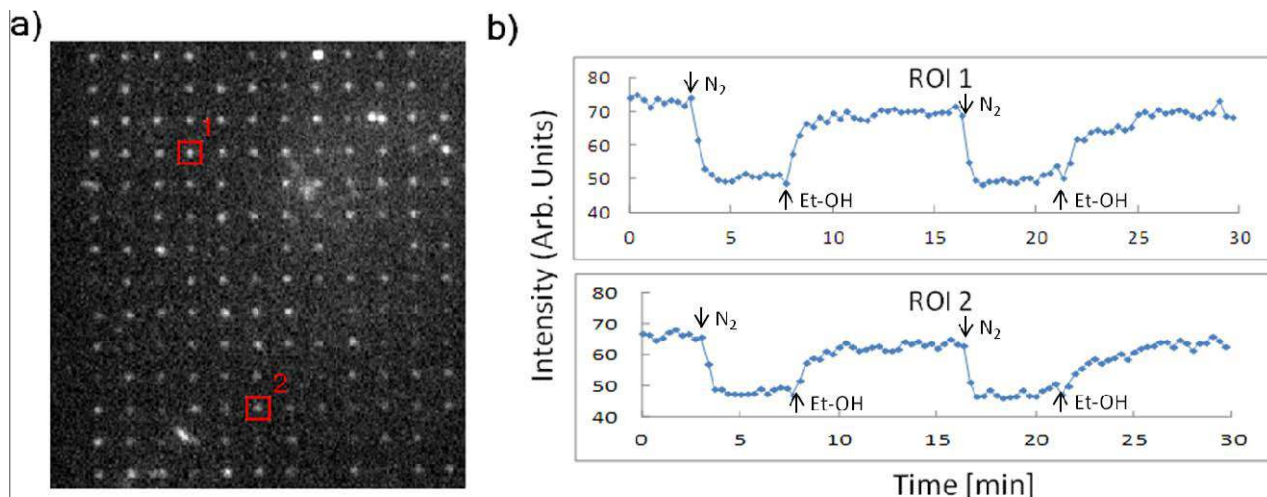 a)
1
2
b)
Intensity (Arb. Units)
ROI 1
80
70
60
50
40
N₂
Et-OH
N₂
Et-OH
0 5 10 15 20 25 30
ROI 2
80
70
60
50
40
N₂
Et-OH
N₂
Et-OH
0 5 10 15 20 25 30
Time [min]